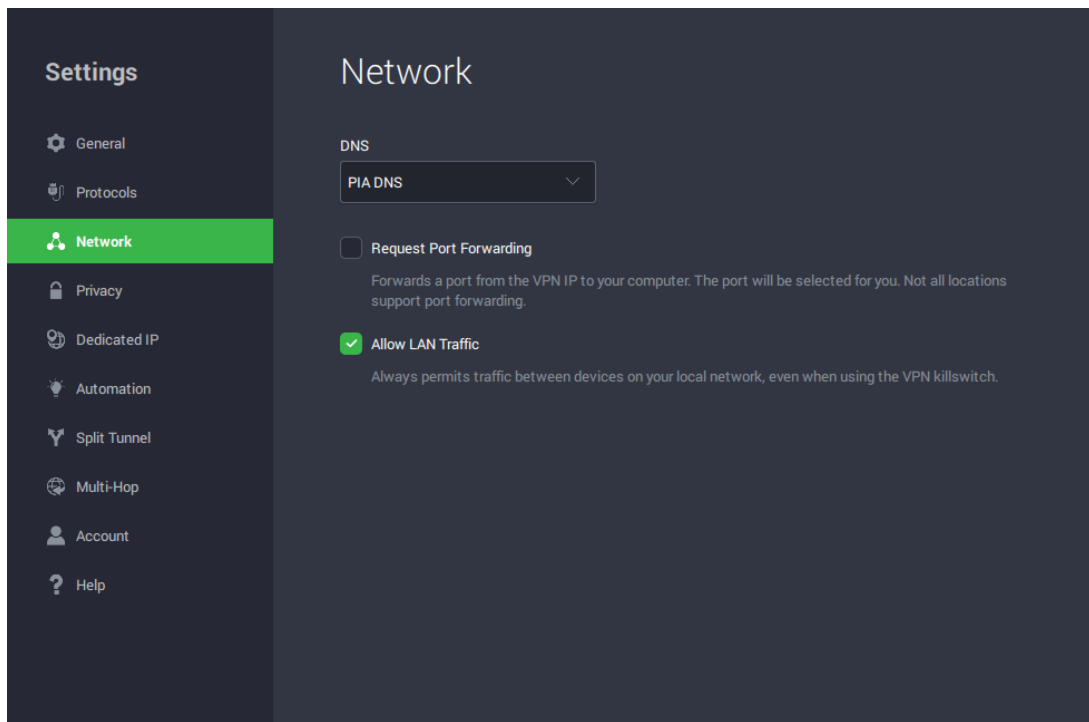 Settings
General
Protocols
Network
Privacy
Dedicated IP
Automation
Split Tunnel
Multi-Hop
Account
Help
Network
DNS
PIA DNS
Request Port Forwarding
Forwards a port from the VPN IP to your computer. The port will be selected for you. Not all locations
support port forwarding.
Allow LAN Traffic
Always permits traffic between devices on your local network, even when using the VPN killswitch.